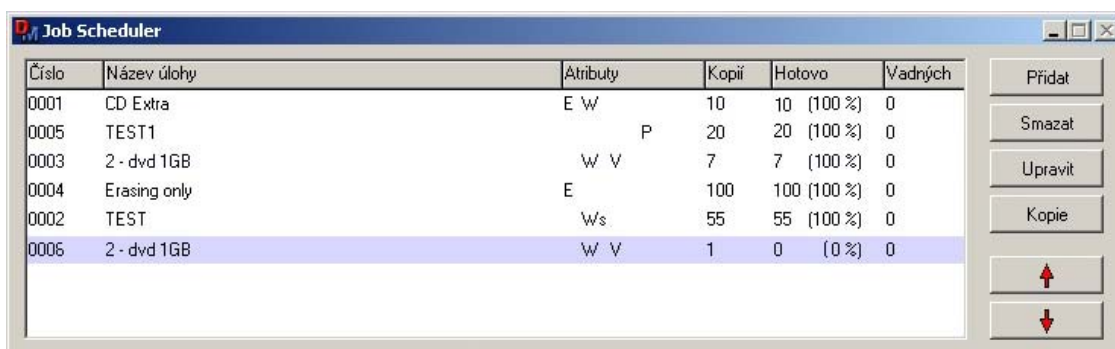 DM Job Scheduler
Číslo Název úlohy Atributy Kopií Hotovo Vadných
0001 CD Extra E W 10 10 (100 %) 0
0005 TEST1 P 20 20 (100 %) 0
0003 2 - dvd 1GB W V 7 7 (100 %) 0
0004 Erasing only E 100 100 (100 %) 0
0002 TEST Ws 55 55 (100 %) 0
0006 2 - dvd 1GB W V 1 0 (0 %) 0
Přidat
Smazat
Upravit
Kopie